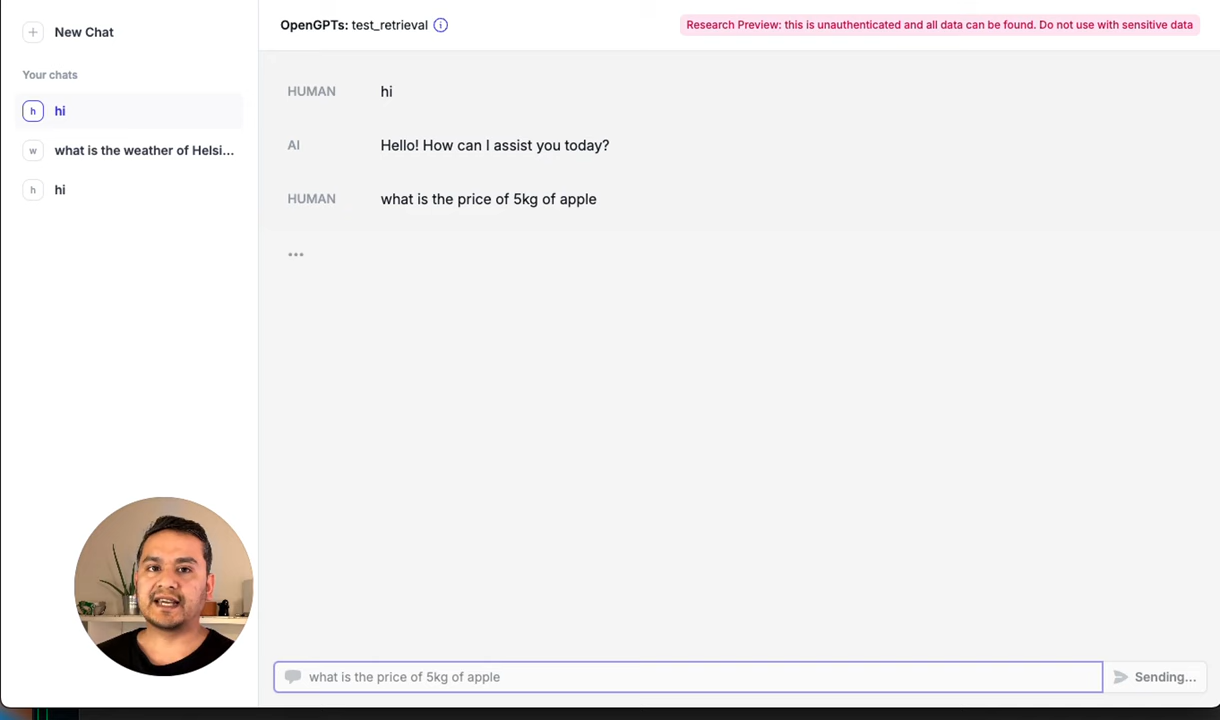 New Chat
Your chats
h hi
w what is the weather of Helsi...
h hi
OpenGPTs: test_retrieval
Research Preview: this is unauthenticated and all data can be found. Do not use with sensitive data
HUMAN hi
AI Hello! How can I assist you today?
HUMAN what is the price of 5kg of apple
what is the price of 5kg of apple
Sending...